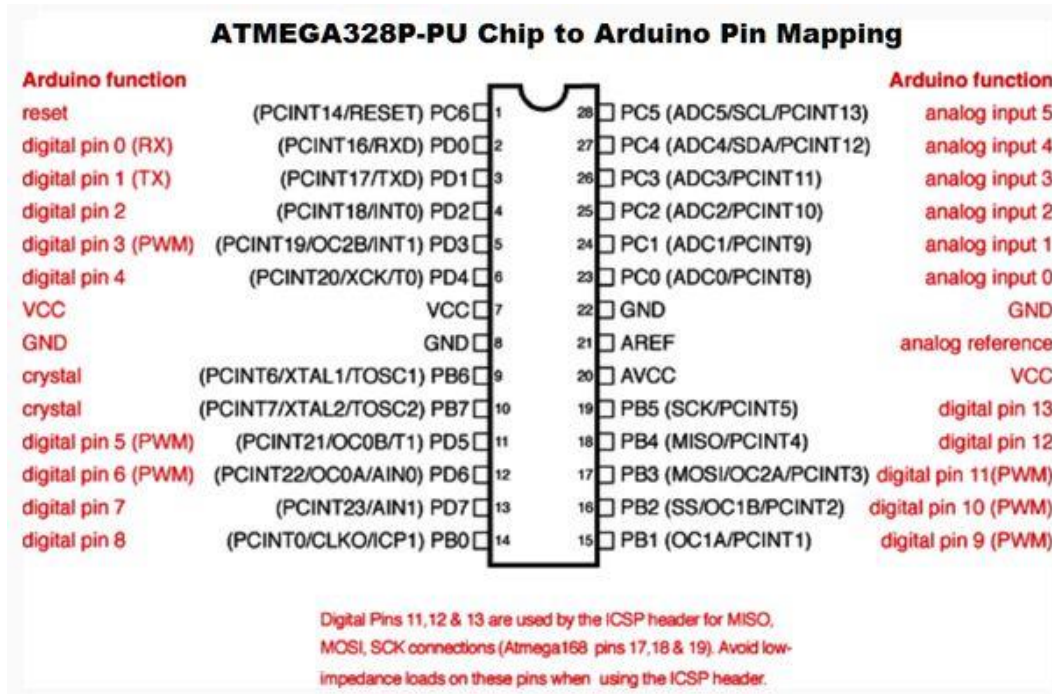 ATMEGA328P-PU Chip to Arduino Pin Mapping
Arduino function Arduino function
reset (PCINT14/RESET) PC6 1 28 PC5 (ADC5/SCL/PCINT13) analog input 5
digital pin 0 (RX) (PCINT16/RXD) PD0 2 27 PC4 (ADC4/SDA/PCINT12) analog input 4
digital pin 1 (TX) (PCINT17/TXD) PD1 3 26 PC3 (ADC3/PCINT11) analog input 3
digital pin 2 (PCINT18/INT0) PD2 4 25 PC2 (ADC2/PCINT10) analog input 2
digital pin 3 (PWM) (PCINT19/OC2B/INT1) PD3 5 24 PC1 (ADC1/PCINT9) analog input 1
digital pin 4 (PCINT20/XCK/T0) PD4 6 23 PC0 (ADC0/PCINT8) analog input 0
VCC VCC 7 22 GND GND
GND GND 8 21 AREF analog reference
crystal (PCINT6/XTAL1/TOSC1) PB6 9 20 AVCC VCC
crystal (PCINT7/XTAL2/TOSC2) PB7 10 19 PB5 (SCK/PCINT5) digital pin 13
digital pin 5 (PWM) (PCINT21/OC0B/T1) PD5 11 18 PB4 (MISO/PCINT4) digital pin 12
digital pin 6 (PWM) (PCINT22/OC0A/AIN0) PD6 12 17 PB3 (MOSI/OC2A/PCINT3) digital pin 11(PWM)
digital pin 7 (PCINT23/AIN1) PD7 13 16 PB2 (SS/OC1B/PCINT2) digital pin 10 (PWM)
digital pin 8 (PCINT0/CLKO/ICP1) PB0 14 15 PB1 (OC1A/PCINT1) digital pin 9 (PWM)
Digital Pins 11,12 & 13 are used by the ICSP header for MISO,
MOSI, SCK connections (Atmega168 pins 17,18 & 19). Avoid low-
impedance loads on these pins when using the ICSP header.